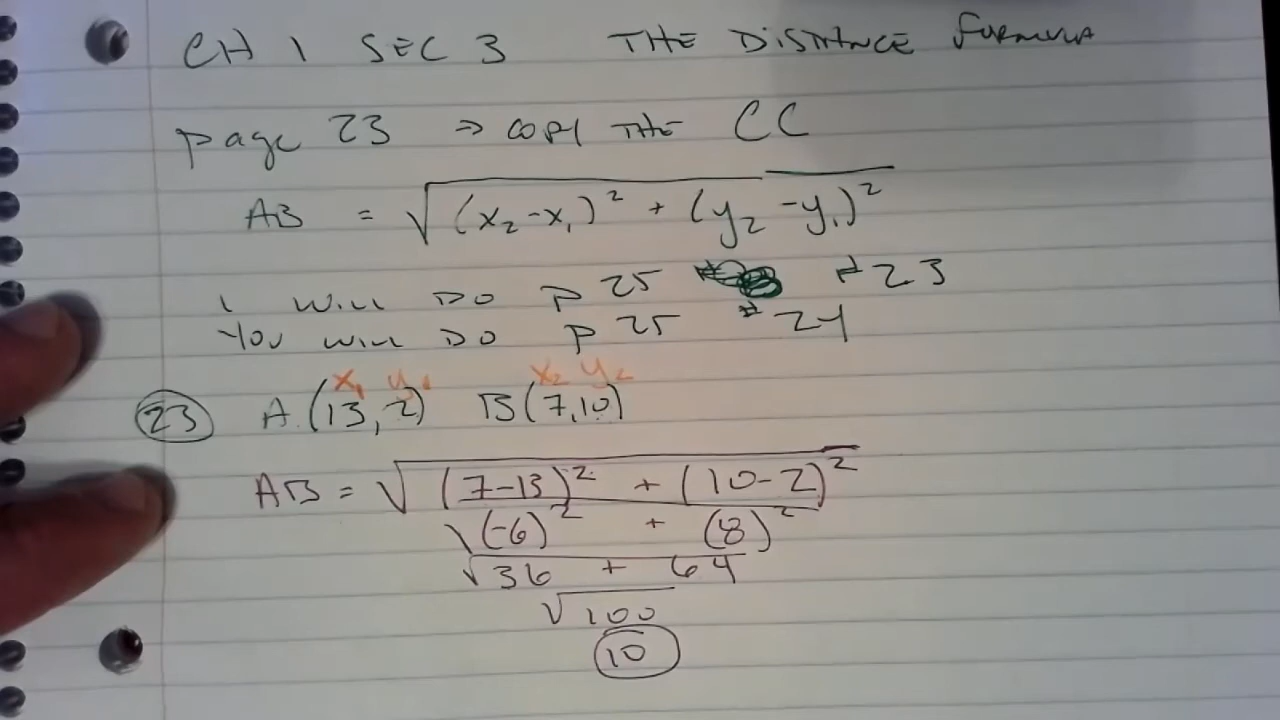 CH 1 SEC 3 THE DISTANCE FORMULA
page 23 ⇒ COPY THE CC
AB = √(x₂-x₁)² + (y₂-y₁)²
I WILL DO p 25 #23
YOU WILL DO p 25 #24
x₁ y₁ x₂ y₂
23 A (13,2) B(7,10)
AB = √(7-13)² + (10-2)²
√(-6)² + (8)²
√36 + 64
√100
10